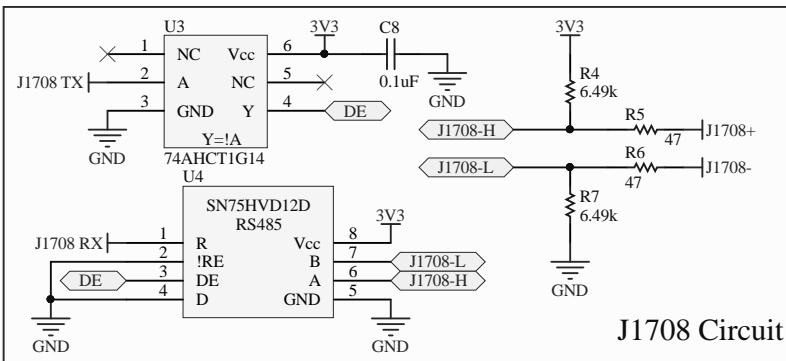 U3
1 NC Vcc 6 3V3 C8 0.1uF GND
J1708 TX 2 A NC 5
3 GND Y 4 DE
GND
Y=!A
74AHCT1G14
U4
SN75HVD12D
RS485
J1708 RX 1 R Vcc 8 3V3
2 !RE B 7 J1708-L
DE 3 DE A 6 J1708-H
4 D GND 5
GND GND
3V3
R4
6.49k
J1708-H R5 47 J1708+
J1708-L R6 47 J1708-
R7
6.49k
GND
J1708 Circuit